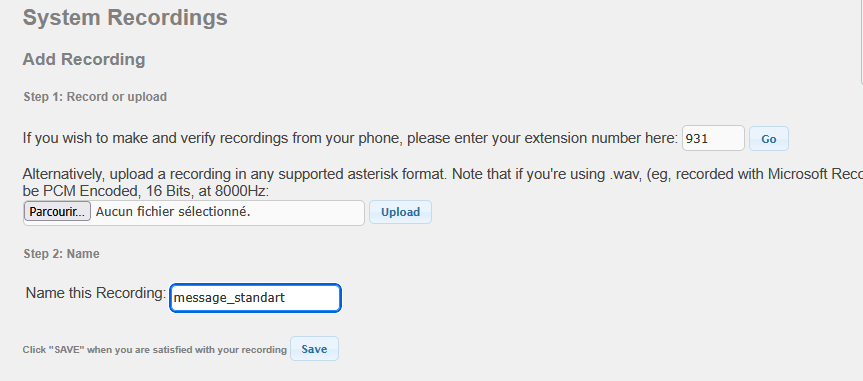 System Recordings
Add Recording
Step 1: Record or upload
If you wish to make and verify recordings from your phone, please enter your extension number here: 931 Go
Alternatively, upload a recording in any supported asterisk format. Note that if you're using .wav, (eg, recorded with Microsoft Reco
be PCM Encoded, 16 Bits, at 8000Hz:
Parcourir... Aucun fichier sélectionné. Upload
Step 2: Name
Name this Recording: message_standart
Click "SAVE" when you are satisfied with your recording Save